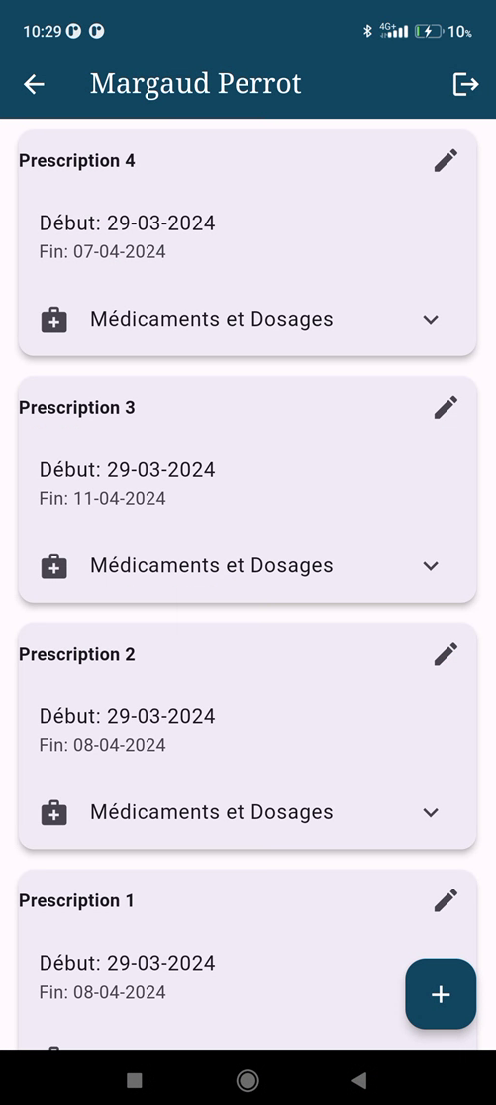 10:29
4G+
10%
Margaud Perrot
Prescription 4
Début: 29-03-2024
Fin: 07-04-2024
Médicaments et Dosages
Prescription 3
Début: 29-03-2024
Fin: 11-04-2024
Médicaments et Dosages
Prescription 2
Début: 29-03-2024
Fin: 08-04-2024
Médicaments et Dosages
Prescription 1
Début: 29-03-2024
Fin: 08-04-2024